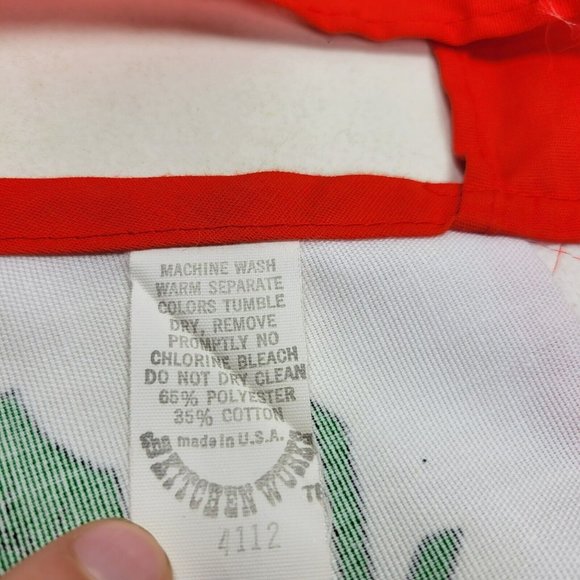 MACHINE WASH
WARM SEPARATE
COLORS TUMBLE
DRY, REMOVE
PROMPTLY NO
CHLORINE BLEACH
DO NOT DRY CLEAN
65% POLYESTER
35% COTTON
made in U.S.A.
KITCHEN WORKS
4112